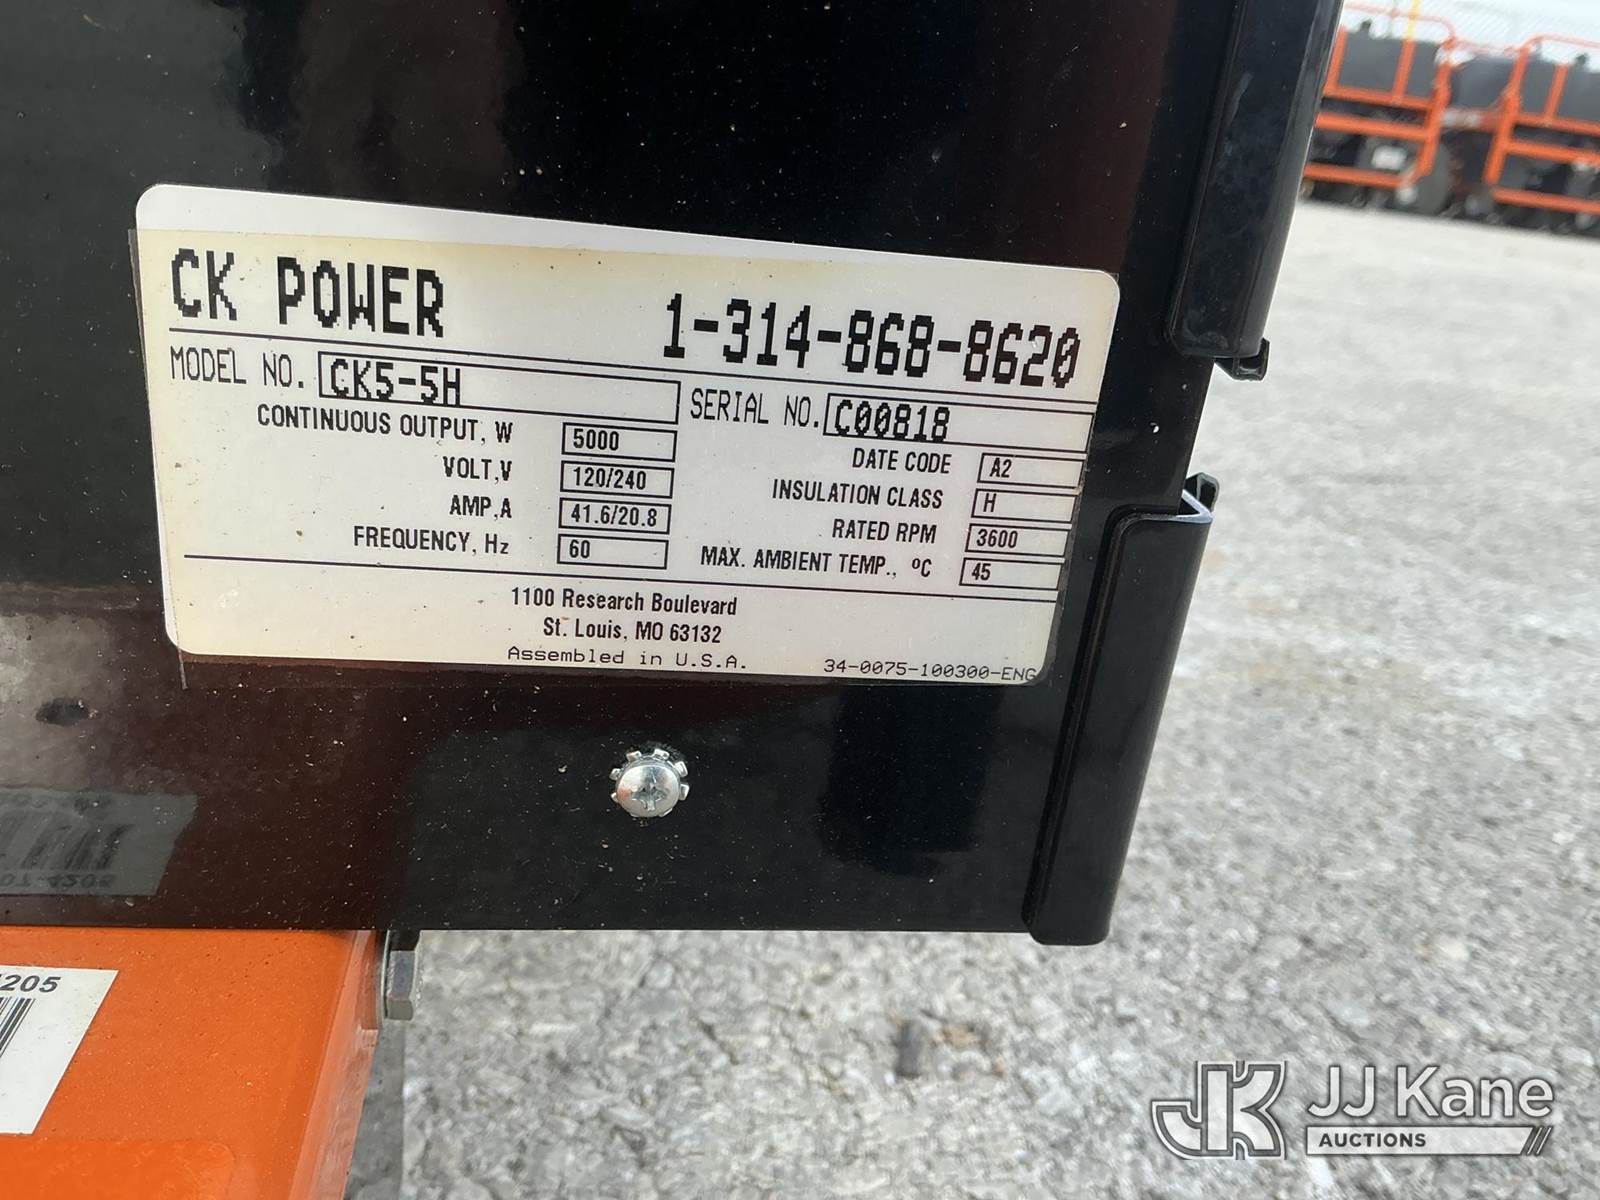 CK POWER
1-314-868-8620
MODEL NO. CK5-5H
SERIAL NO. C00818
CONTINUOUS OUTPUT, W 5000
DATE CODE A2
VOLT,V 120/240
INSULATION CLASS H
AMP,A 41.6/20.8
RATED RPM 3600
FREQUENCY, Hz 60
MAX. AMBIENT TEMP., ºC 45
1100 Research Boulevard
St. Louis, MO 63132
Assembled in U.S.A.
34-0075-100300-ENG
205
JK JJ Kane
AUCTIONS